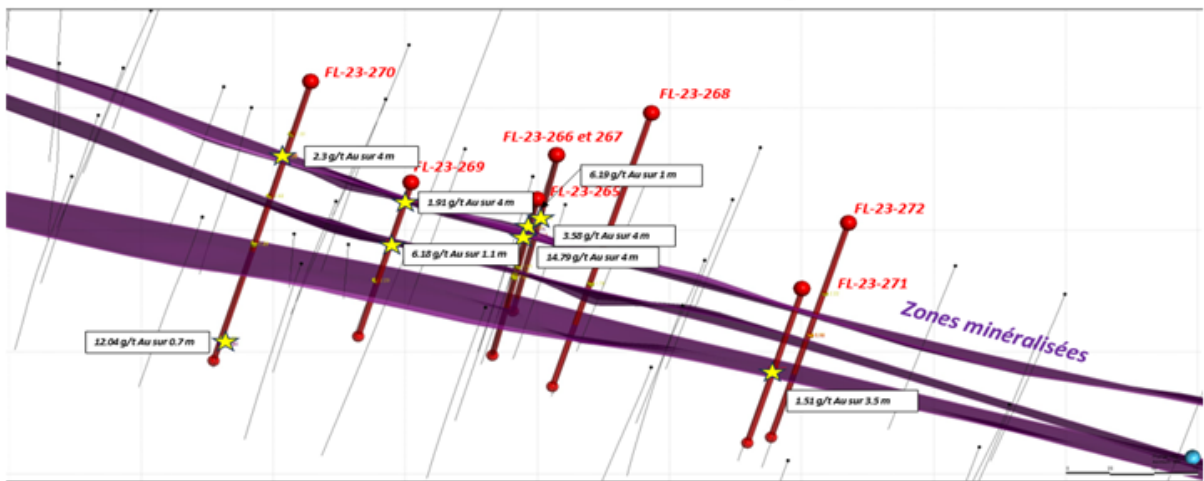 FL-23-270
FL-23-268
FL-23-266 et 267
2.3 g/t Au sur 4 m
FL-23-269
6.19 g/t Au sur 1 m
FL-23-265
1.91 g/t Au sur 4 m
3.58 g/t Au sur 4 m
FL-23-272
6.18 g/t Au sur 1.1 m
14.79 g/t Au sur 4 m
FL-23-271
Zones minéralisées
12.04 g/t Au sur 0.7 m
1.51 g/t Au sur 3.5 m